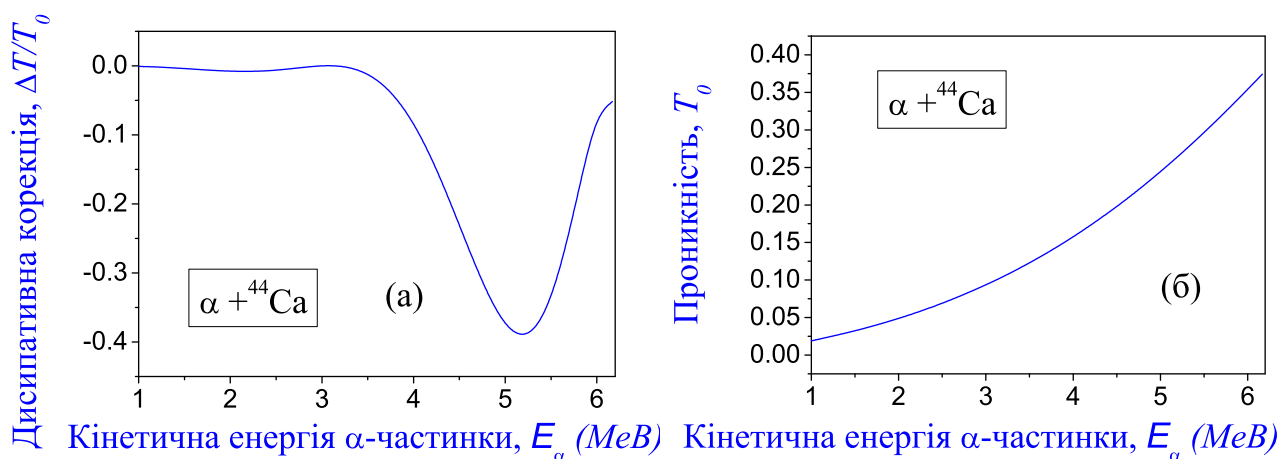 Дисипативна корекція, ΔT/T₀
0.0
-0.1
-0.2
-0.3
-0.4
α +⁴⁴Ca
(а)
1 2 3 4 5 6
Кінетична енергія α-частинки, Eα (МеВ)
Проникність, T₀
0.40
0.35
0.30
0.25
0.20
0.15
0.10
0.05
0.00
α +⁴⁴Ca
(б)
1 2 3 4 5 6
Кінетична енергія α-частинки, Eα (МеВ)